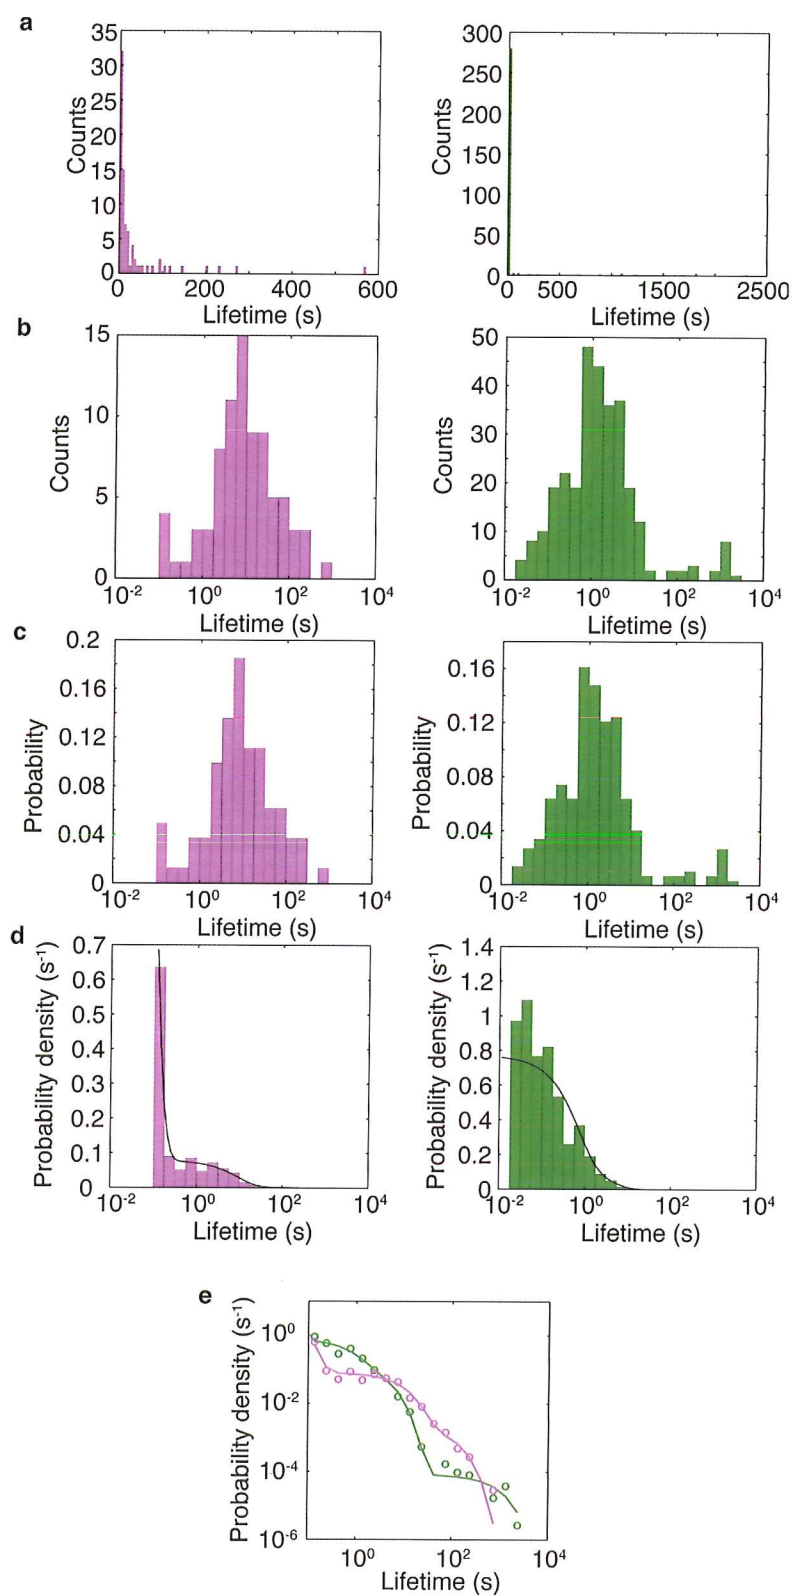 a
35
30
25
20
15
10
5
0
Counts
0 200 400 600
Lifetime (s)
300
250
200
150
100
50
0
Counts
0 500 1500 1500 2500
Lifetime (s)
b
15
10
5
0
Counts
10-2 100 102 104
Lifetime (s)
50
40
30
20
10
0
Counts
10-2 100 102 104
Lifetime (s)
c
0.2
0.16
0.12
0.08
0.04
0
Probability
10-2 100 102 104
Lifetime (s)
0.16
0.12
0.08
0.04
0
Probability
10-2 100 102 104
Lifetime (s)
d
0.7
0.6
0.5
0.4
0.3
0.2
0.1
0
Probability density (s-1)
10-2 100 102 104
Lifetime (s)
1.4
1.2
1
0.8
0.6
0.4
0.2
0
Probability density (s-1)
10-2 100 102 104
Lifetime (s)
e
100
10-2
10-4
10-6
Probability density (s-1)
100 102 104
Lifetime (s)